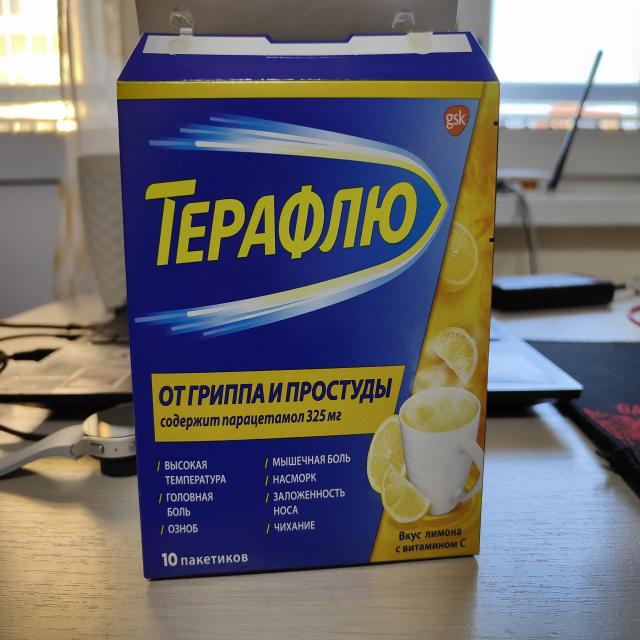 gsk
ТЕРАФЛЮ
ОТ ГРИППА И ПРОСТУДЫ
содержит парацетамол 325 мг
/ ВЫСОКАЯ
ТЕМПЕРАТУРА
/ ГОЛОВНАЯ
БОЛЬ
/ ОЗНОБ
/ МЫШЕЧНАЯ БОЛЬ
/ НАСМОРК
/ ЗАЛОЖЕННОСТЬ
НОСА
/ ЧИХАНИЕ
10 пакетиков
Вкус лимона
с витамином С